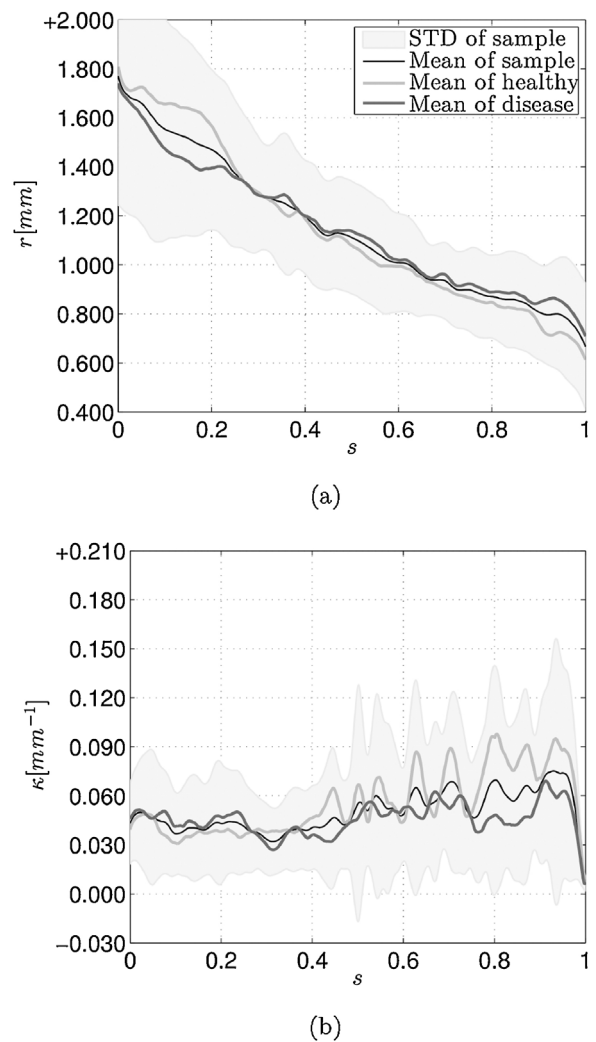 +2.000
1.800
1.600
1.400
1.200
1.000
0.800
0.600
0.400
r [mm]
STD of sample
Mean of sample
Mean of healthy
Mean of disease
0 0.2 0.4 0.6 0.8 1
s
(a)
+0.210
0.180
0.150
0.120
0.090
0.060
0.030
0.000
−0.030
κ[mm⁻¹]
0 0.2 0.4 0.6 0.8 1
s
(b)